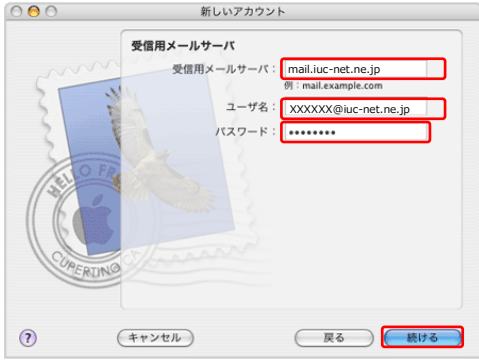 新しいアカウント
受信用メールサーバ
受信用メールサーバ： mail.iuc-net.ne.jp
例：mail.example.com
ユーザ名： XXXXXX@iuc-net.ne.jp
パスワード： ••••••••
HELLO FROM
CUPERTINO CA
? キャンセル 戻る 続ける